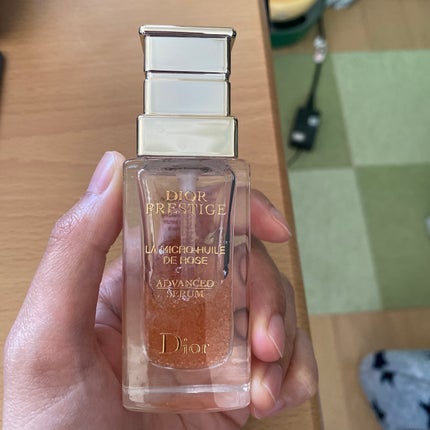 DIOR
PRESTIGE
LA MICRO-HUILE
DE ROSE
ADVANCED
SERUM
Dior